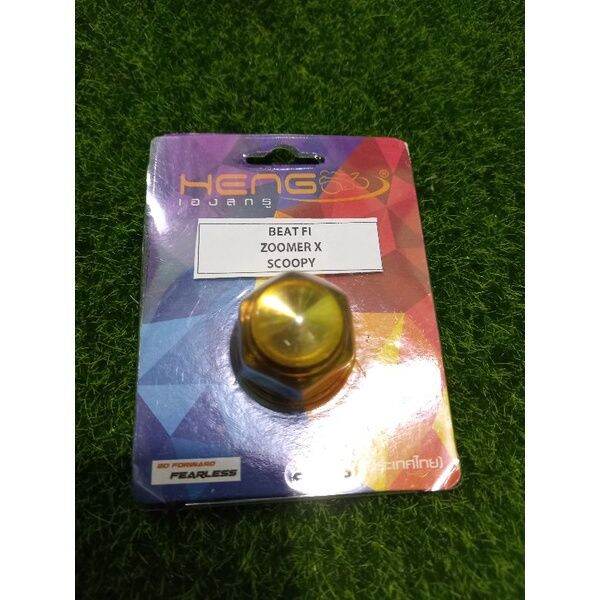 HENG
เฮงสกรู
BEAT FI
ZOOMER X
SCOOPY
GO FORWARD
FEARLESS